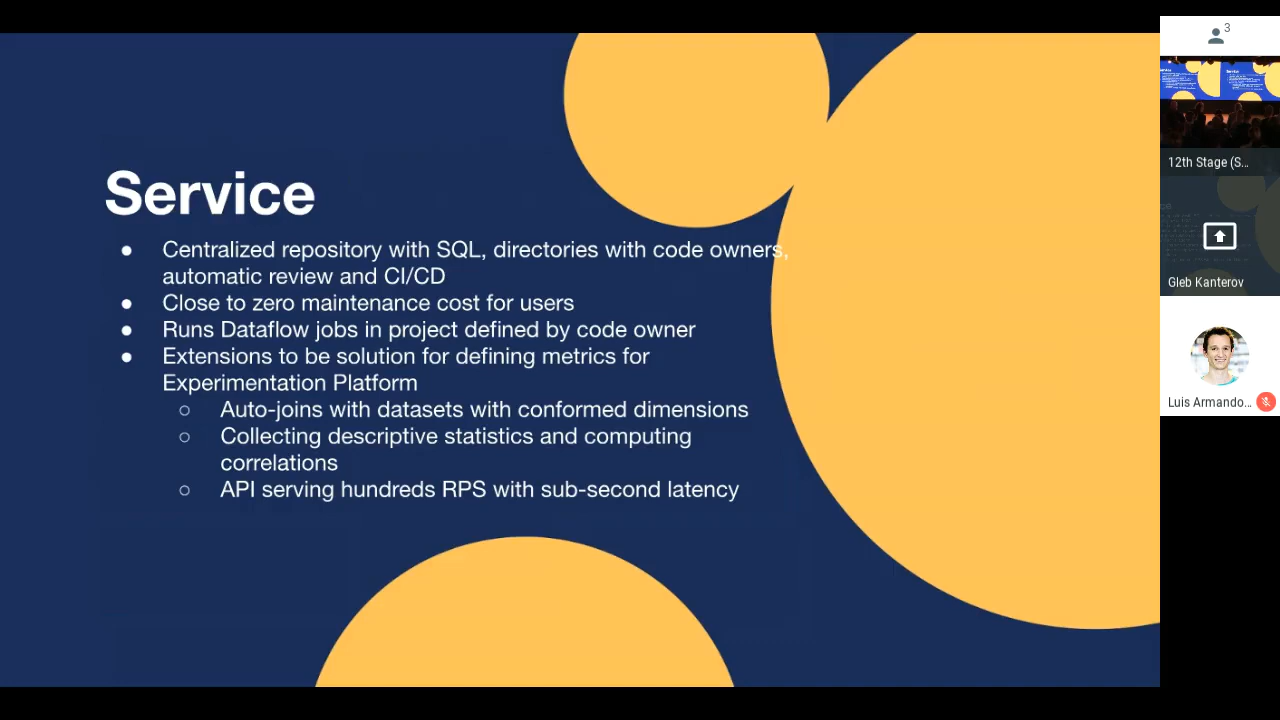 Service
● Centralized repository with SQL, directories with code owners,
automatic review and CI/CD
● Close to zero maintenance cost for users
● Runs Dataflow jobs in project defined by code owner
● Extensions to be solution for defining metrics for
Experimentation Platform
○ Auto-joins with datasets with conformed dimensions
○ Collecting descriptive statistics and computing
correlations
○ API serving hundreds RPS with sub-second latency
3
12th Stage (S...
Gleb Kanterov
Luis Armando...